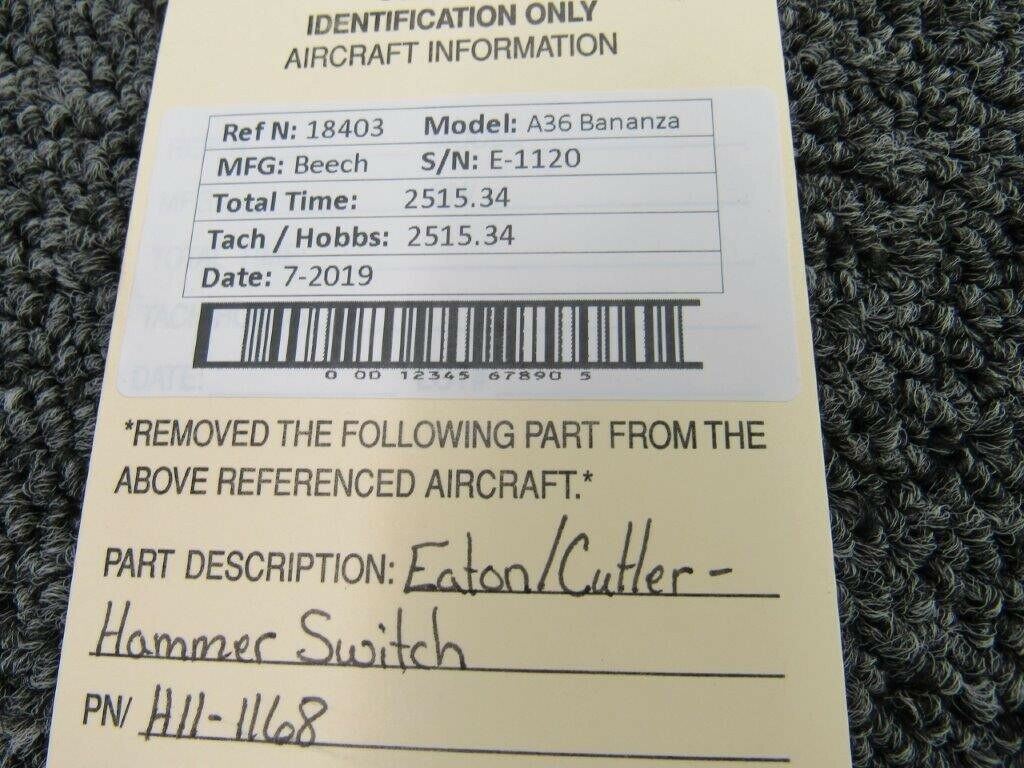 IDENTIFICATION ONLY
AIRCRAFT INFORMATION
Ref N: 18403 Model: A36 Bananza
MFG: Beech S/N: E-1120
Total Time: 2515.34
Tach / Hobbs: 2515.34
Date: 7-2019
0 00 12345 67890 5
DATE:
*REMOVED THE FOLLOWING PART FROM THE
ABOVE REFERENCED AIRCRAFT.*
PART DESCRIPTION: Eaton/Cutler-
Hammer Switch
PN/ H11-1168